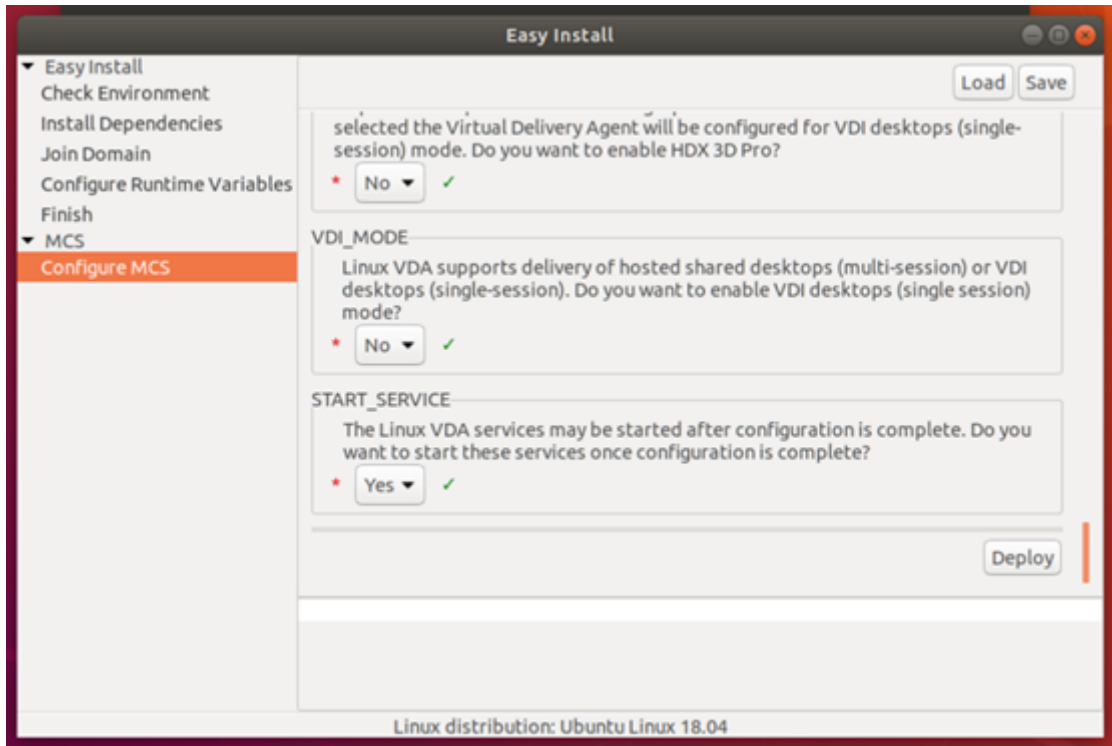 Easy Install
Easy Install
Check Environment
Install Dependencies
Join Domain
Configure Runtime Variables
Finish
MCS
Configure MCS
Load Save
selected the Virtual Delivery Agent will be configured for VDI desktops (single-
session) mode. Do you want to enable HDX 3D Pro?
* No ✓
VDI_MODE
Linux VDA supports delivery of hosted shared desktops (multi-session) or VDI
desktops (single-session). Do you want to enable VDI desktops (single session)
mode?
* No ✓
START_SERVICE
The Linux VDA services may be started after configuration is complete. Do you
want to start these services once configuration is complete?
* Yes ✓
Deploy
Linux distribution: Ubuntu Linux 18.04